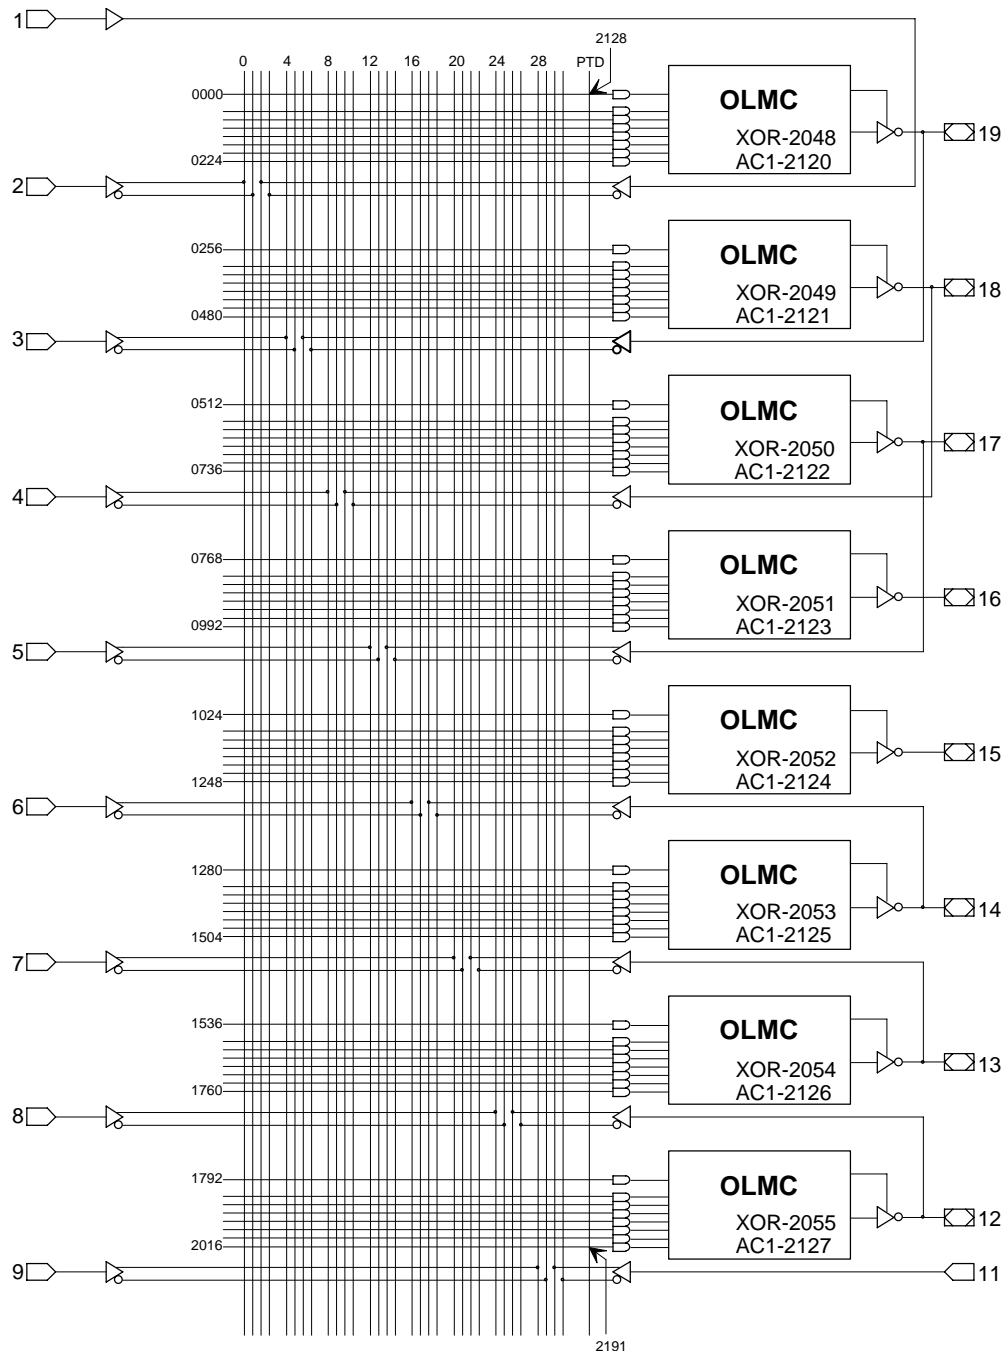 1
2128
0 4 8 12 16 20 24 28 PTD
0000
OLMC
XOR-2048
AC1-2120
19
0224
2
0256
OLMC
XOR-2049
AC1-2121
18
0480
3
0512
OLMC
XOR-2050
AC1-2122
17
0736
4
0768
OLMC
XOR-2051
AC1-2123
16
0992
5
1024
OLMC
XOR-2052
AC1-2124
15
1248
6
1280
OLMC
XOR-2053
AC1-2125
14
1504
7
1536
OLMC
XOR-2054
AC1-2126
13
1760
8
1792
OLMC
XOR-2055
AC1-2127
12
2016
9
11
2191